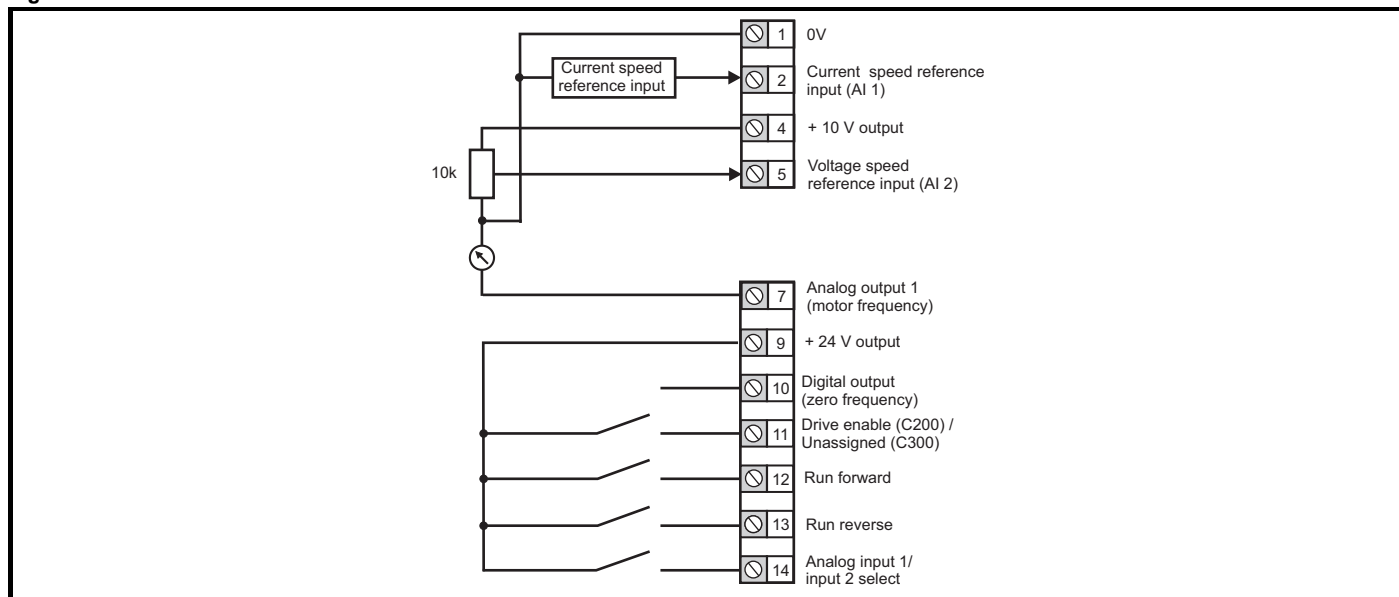 1 0V
Current speed
reference input
2 Current speed reference
input (AI 1)
4 + 10 V output
10k
5 Voltage speed
reference input (AI 2)
7 Analog output 1
(motor frequency)
9 + 24 V output
10 Digital output
(zero frequency)
11 Drive enable (C200) /
Unassigned (C300)
12 Run forward
13 Run reverse
14 Analog input 1/
input 2 select